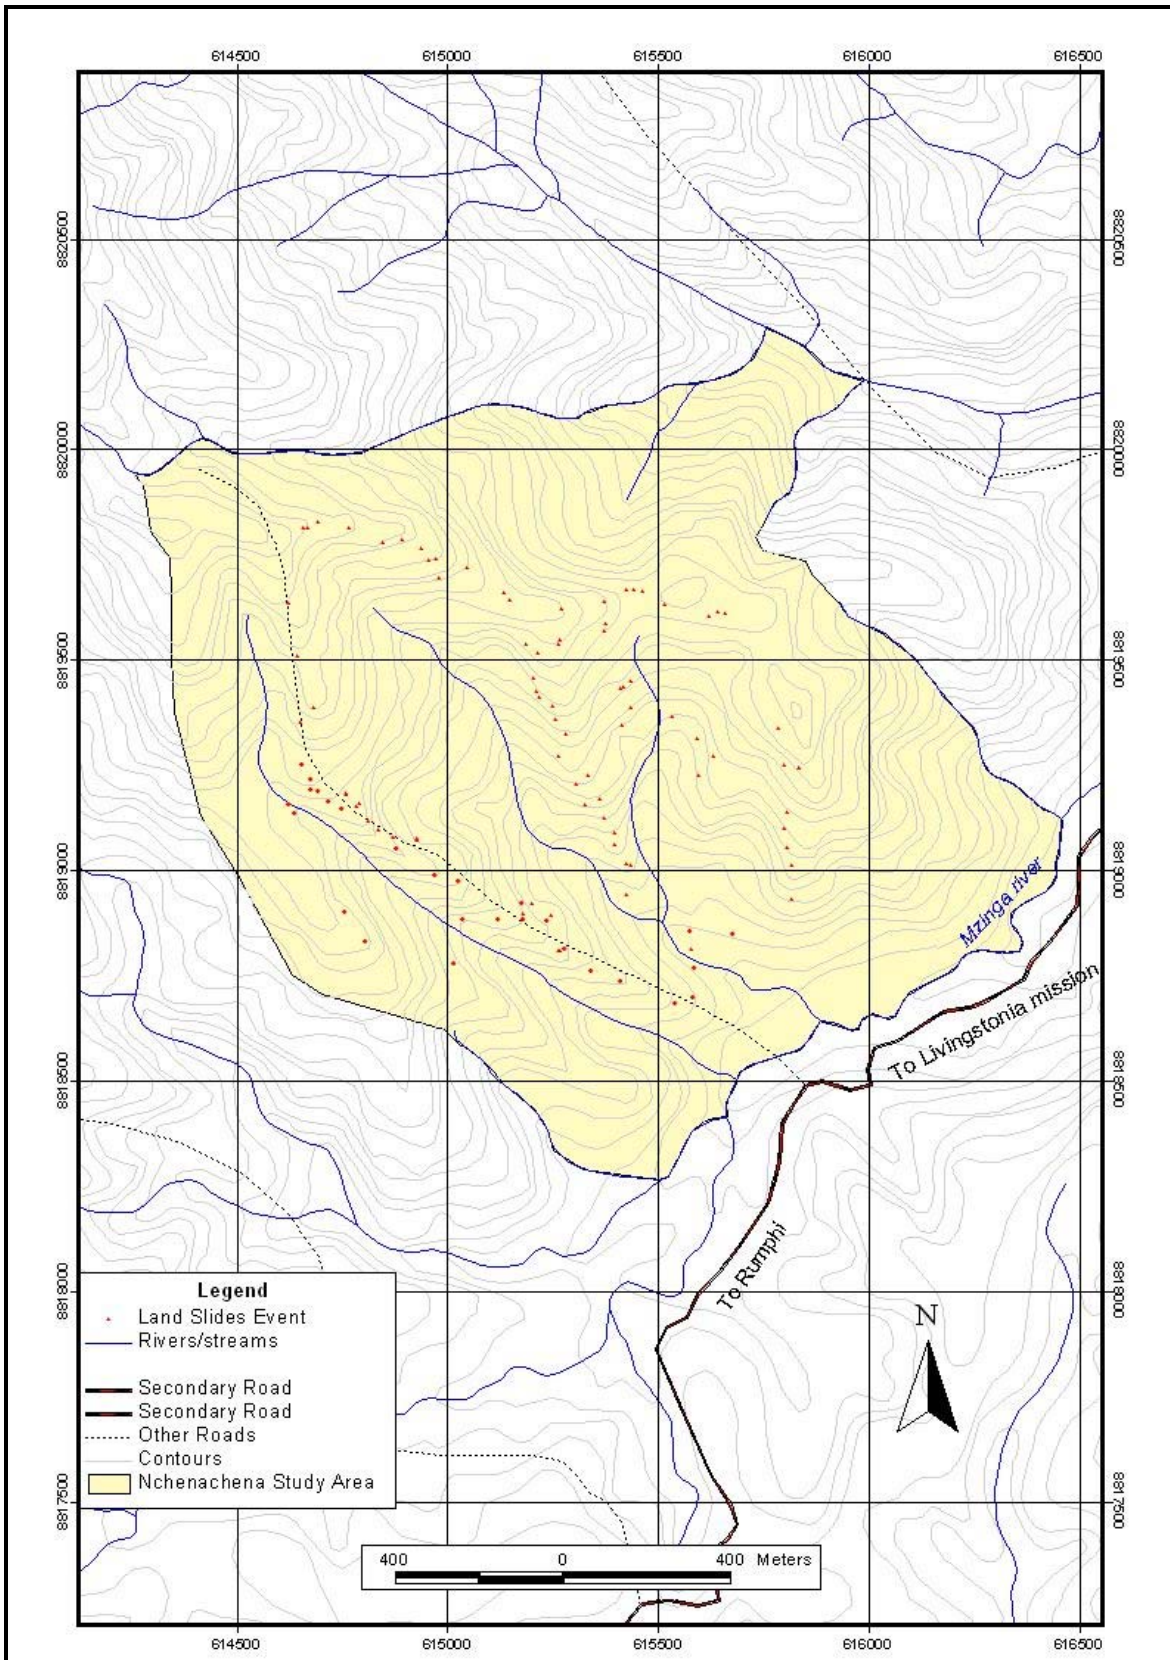 614500 615000 615500 616000 616500
8820500 8820500
8820000 8820000
8819500 8819500
8819000 8819000
Mzinga river
To Livingstonia mission
8818500 8818500
To Rumphi
8818000 8818000
N
Legend
Land Slides Event
Rivers/streams
Secondary Road
Secondary Road
Other Roads
Contours
Nchenachena Study Area
8817500 8817500
400 0 400 Meters
614500 615000 615500 616000 616500